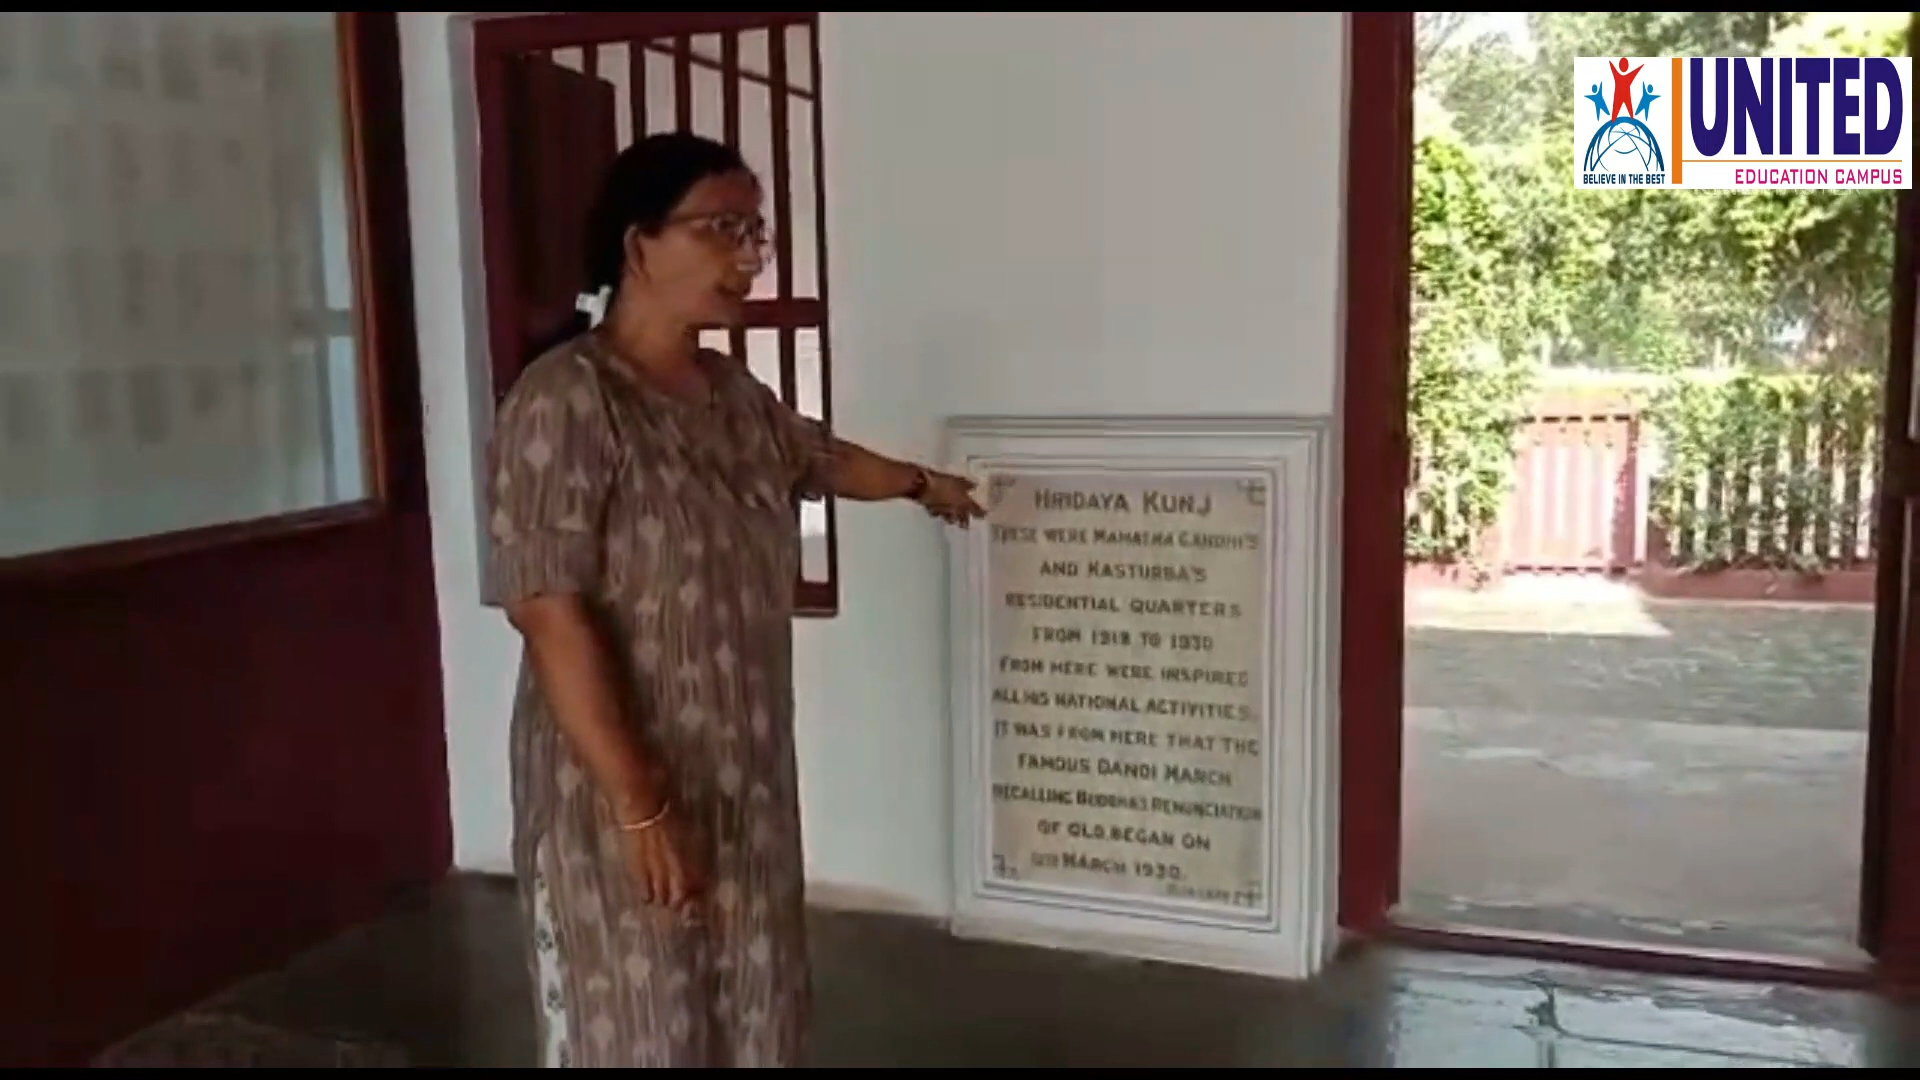 UNITED
EDUCATION CAMPUS
BELIEVE IN THE BEST
HRIDAYA KUNJ
THESE WERE MAHATMA GANDHI'S
AND KASTURBA'S
RESIDENTIAL QUARTERS
FROM 1918 TO 1930
FROM HERE WERE INSPIRED
ALL HIS NATIONAL ACTIVITIES.
IT WAS FROM HERE THAT THE
FAMOUS DANDI MARCH
RECALLING BUDDHA'S RENUNCIATION
OF OLD, BEGAN ON
MARCH 1930.